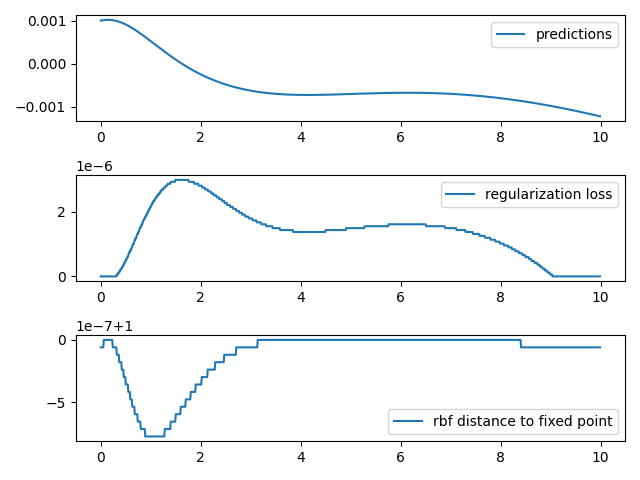 0.001
0.000
−0.001
predictions
0 2 4 6 8 10
1e−6
2
0
regularization loss
0 2 4 6 8 10
1e−7+1
0
−5
rbf distance to fixed point
0 2 4 6 8 10